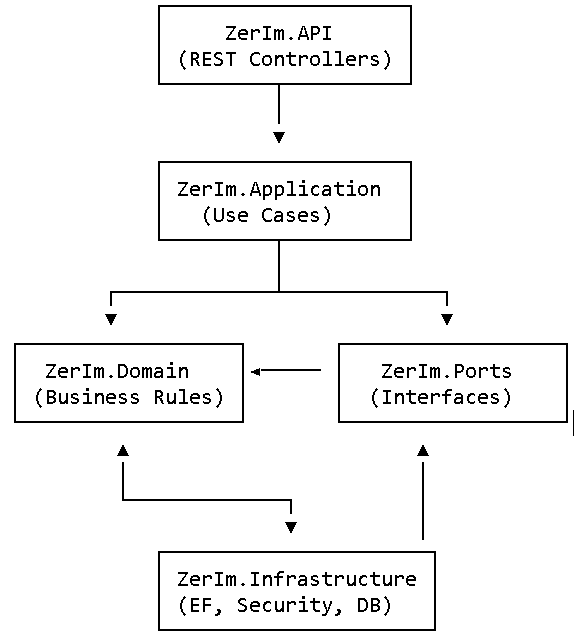 ZerIm.API
(REST Controllers)
ZerIm.Application
(Use Cases)
ZerIm.Domain
(Business Rules)
ZerIm.Ports
(Interfaces)
ZerIm.Infrastructure
(EF, Security, DB)